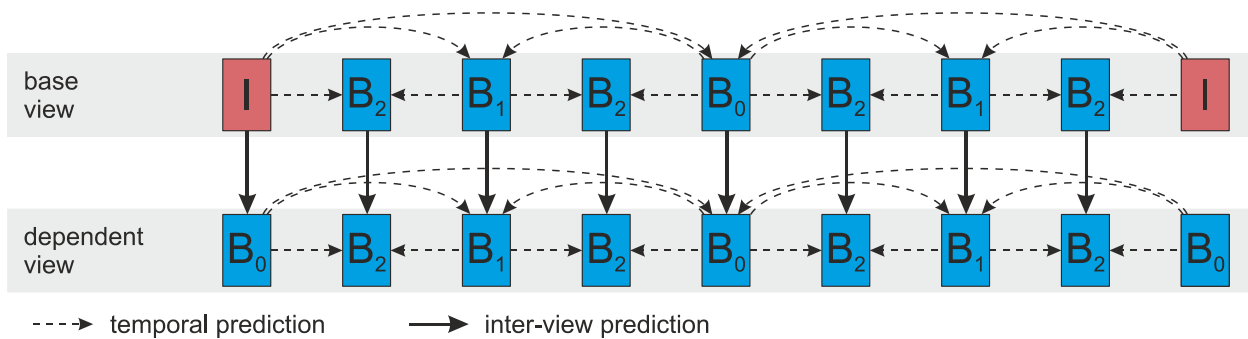 base
view
I B₂ B₁ B₂ B₀ B₂ B₁ B₂ I
dependent
view
B₀ B₂ B₁ B₂ B₀ B₂ B₁ B₂ B₀
temporal prediction inter-view prediction